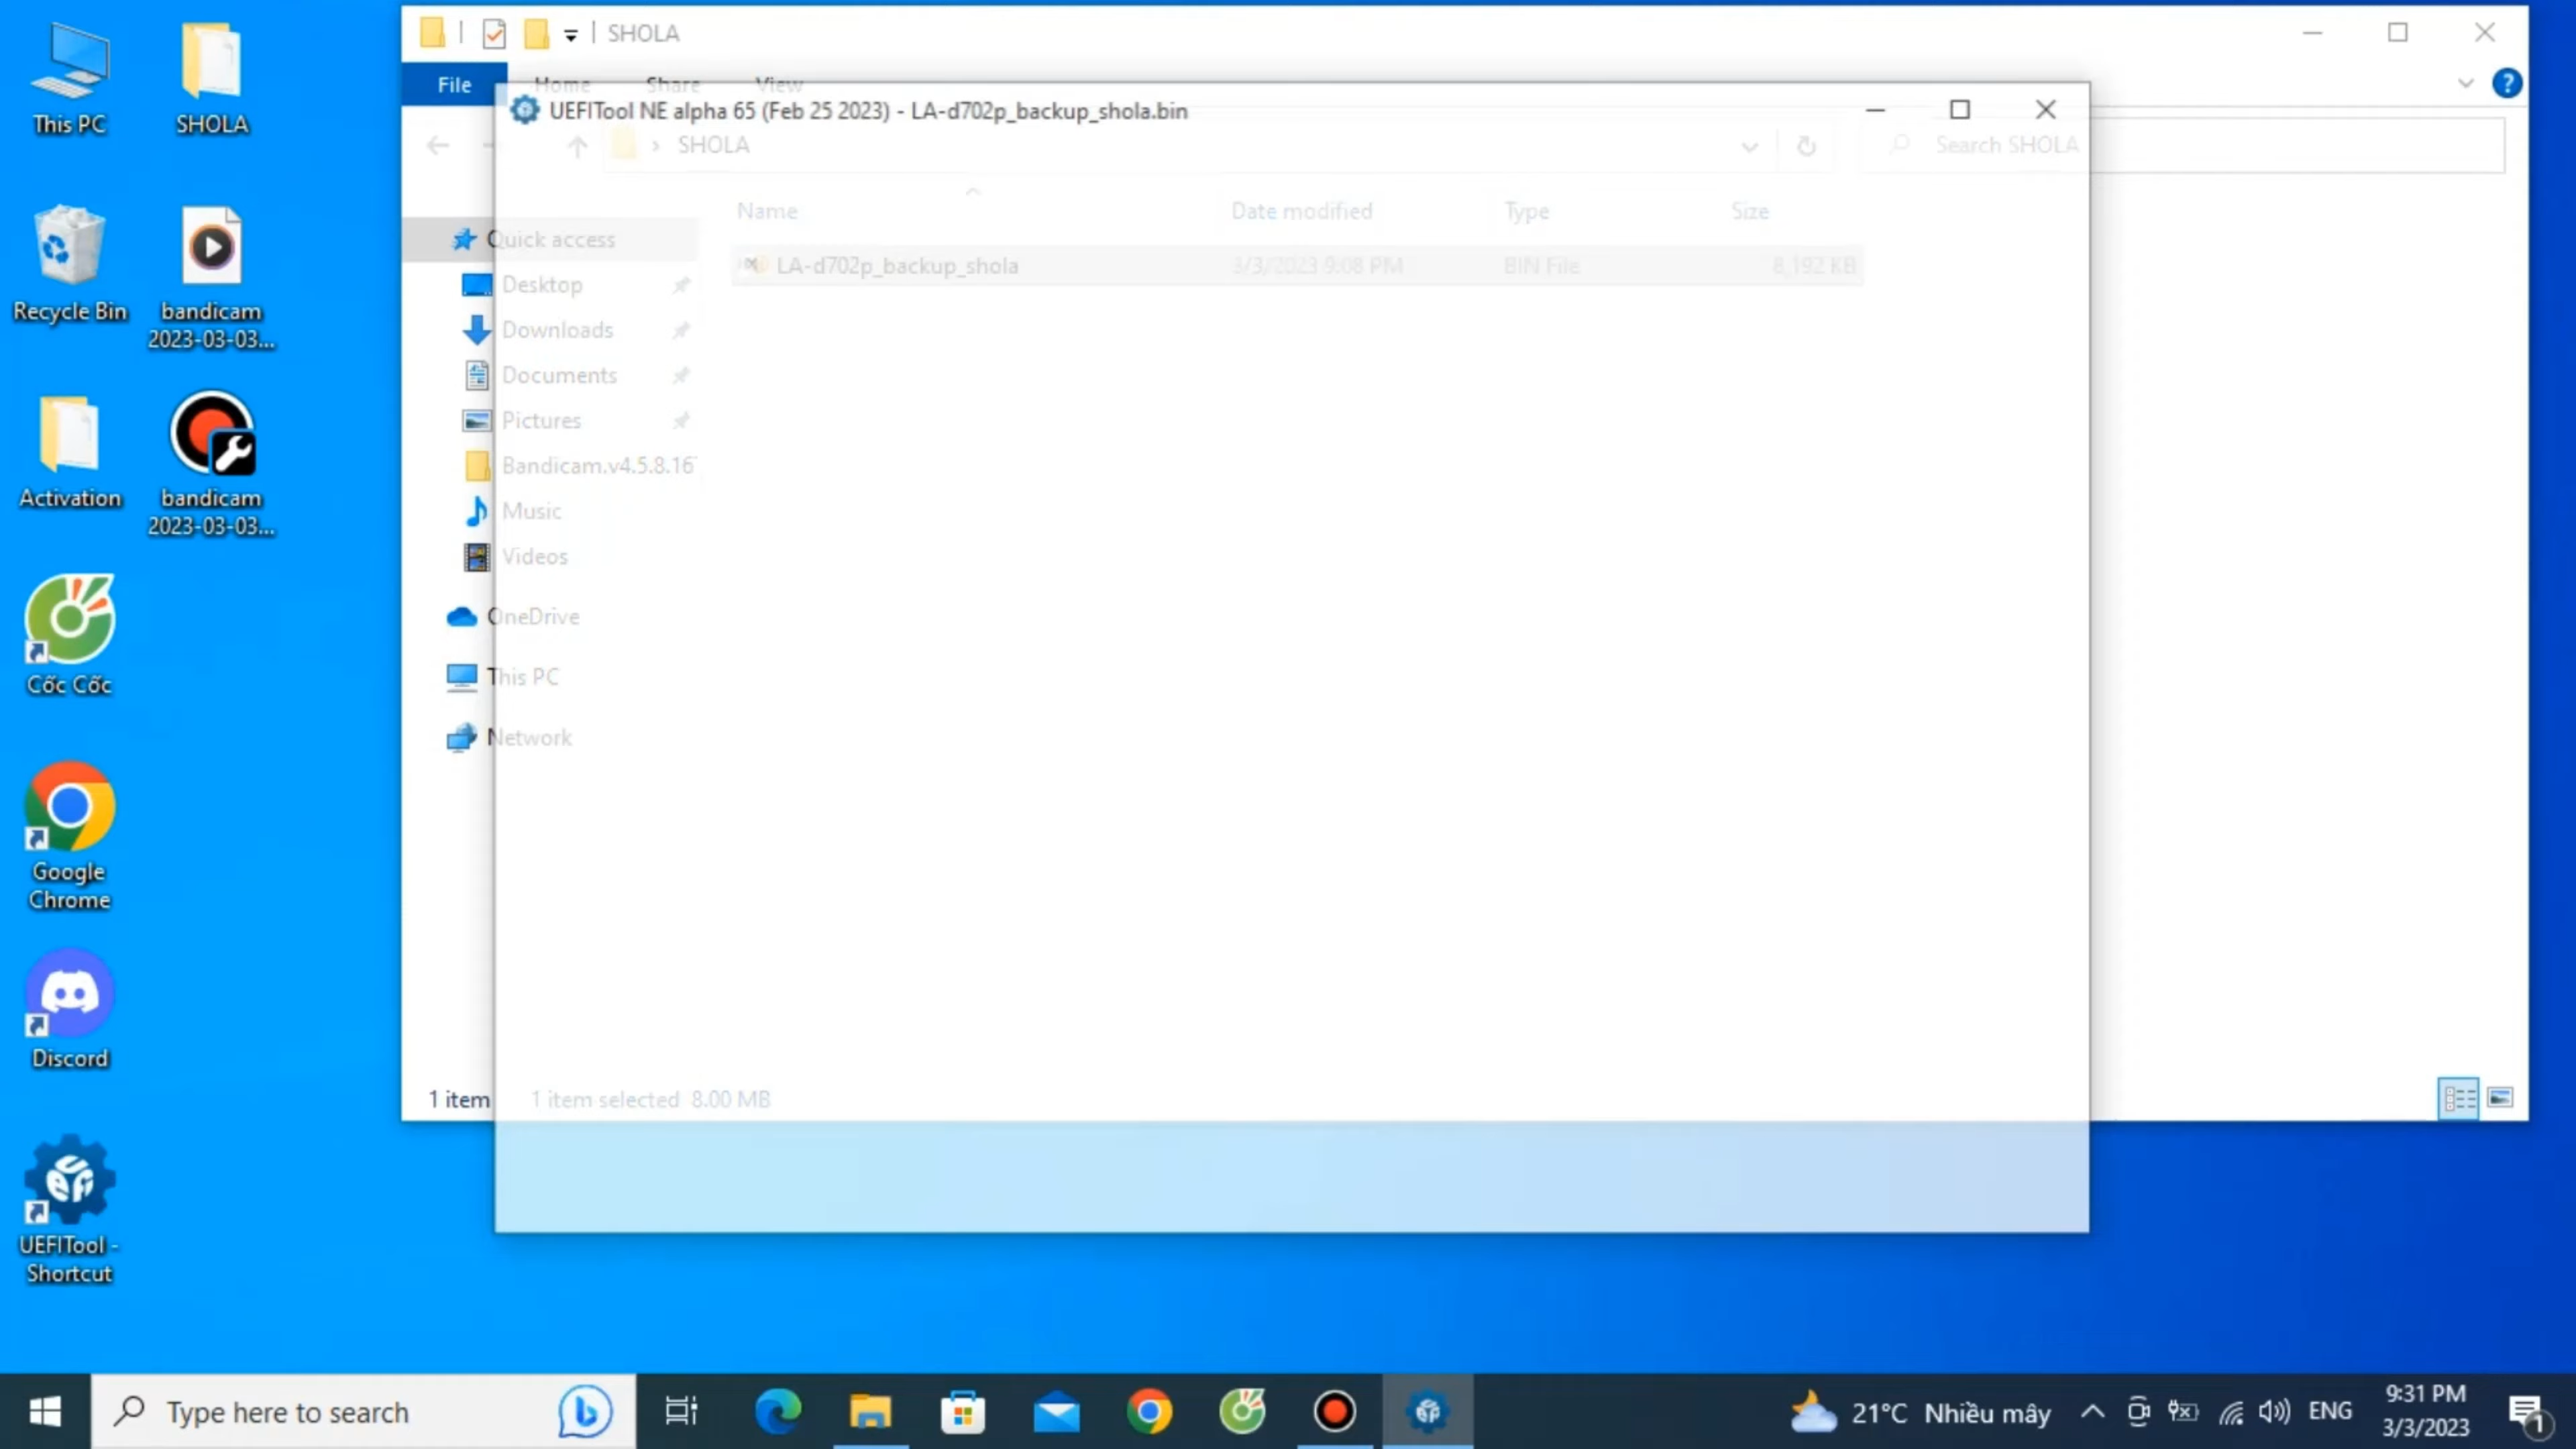 This PC
SHOLA
Recycle Bin
bandicam
2023-03-03...
Activation
bandicam
2023-03-03...
Cốc Cốc
Google
Chrome
Discord
UEFITool -
Shortcut
SHOLA
File
Home
Share
View
UEFITool NE alpha 65 (Feb 25 2023) - LA-d702p_backup_shola.bin
SHOLA
Search SHOLA
Name
Date modified
Type
Size
LA-d702p_backup_shola
3/3/2023 9:08 PM
BIN File
8,192 KB
Quick access
Desktop
Downloads
Documents
Pictures
Bandicam.v4.5.8.16
Music
Videos
OneDrive
This PC
Network
1 item
1 item selected 8.00 MB
Type here to search
21°C Nhiều mây
ENG
9:31 PM
3/3/2023
1